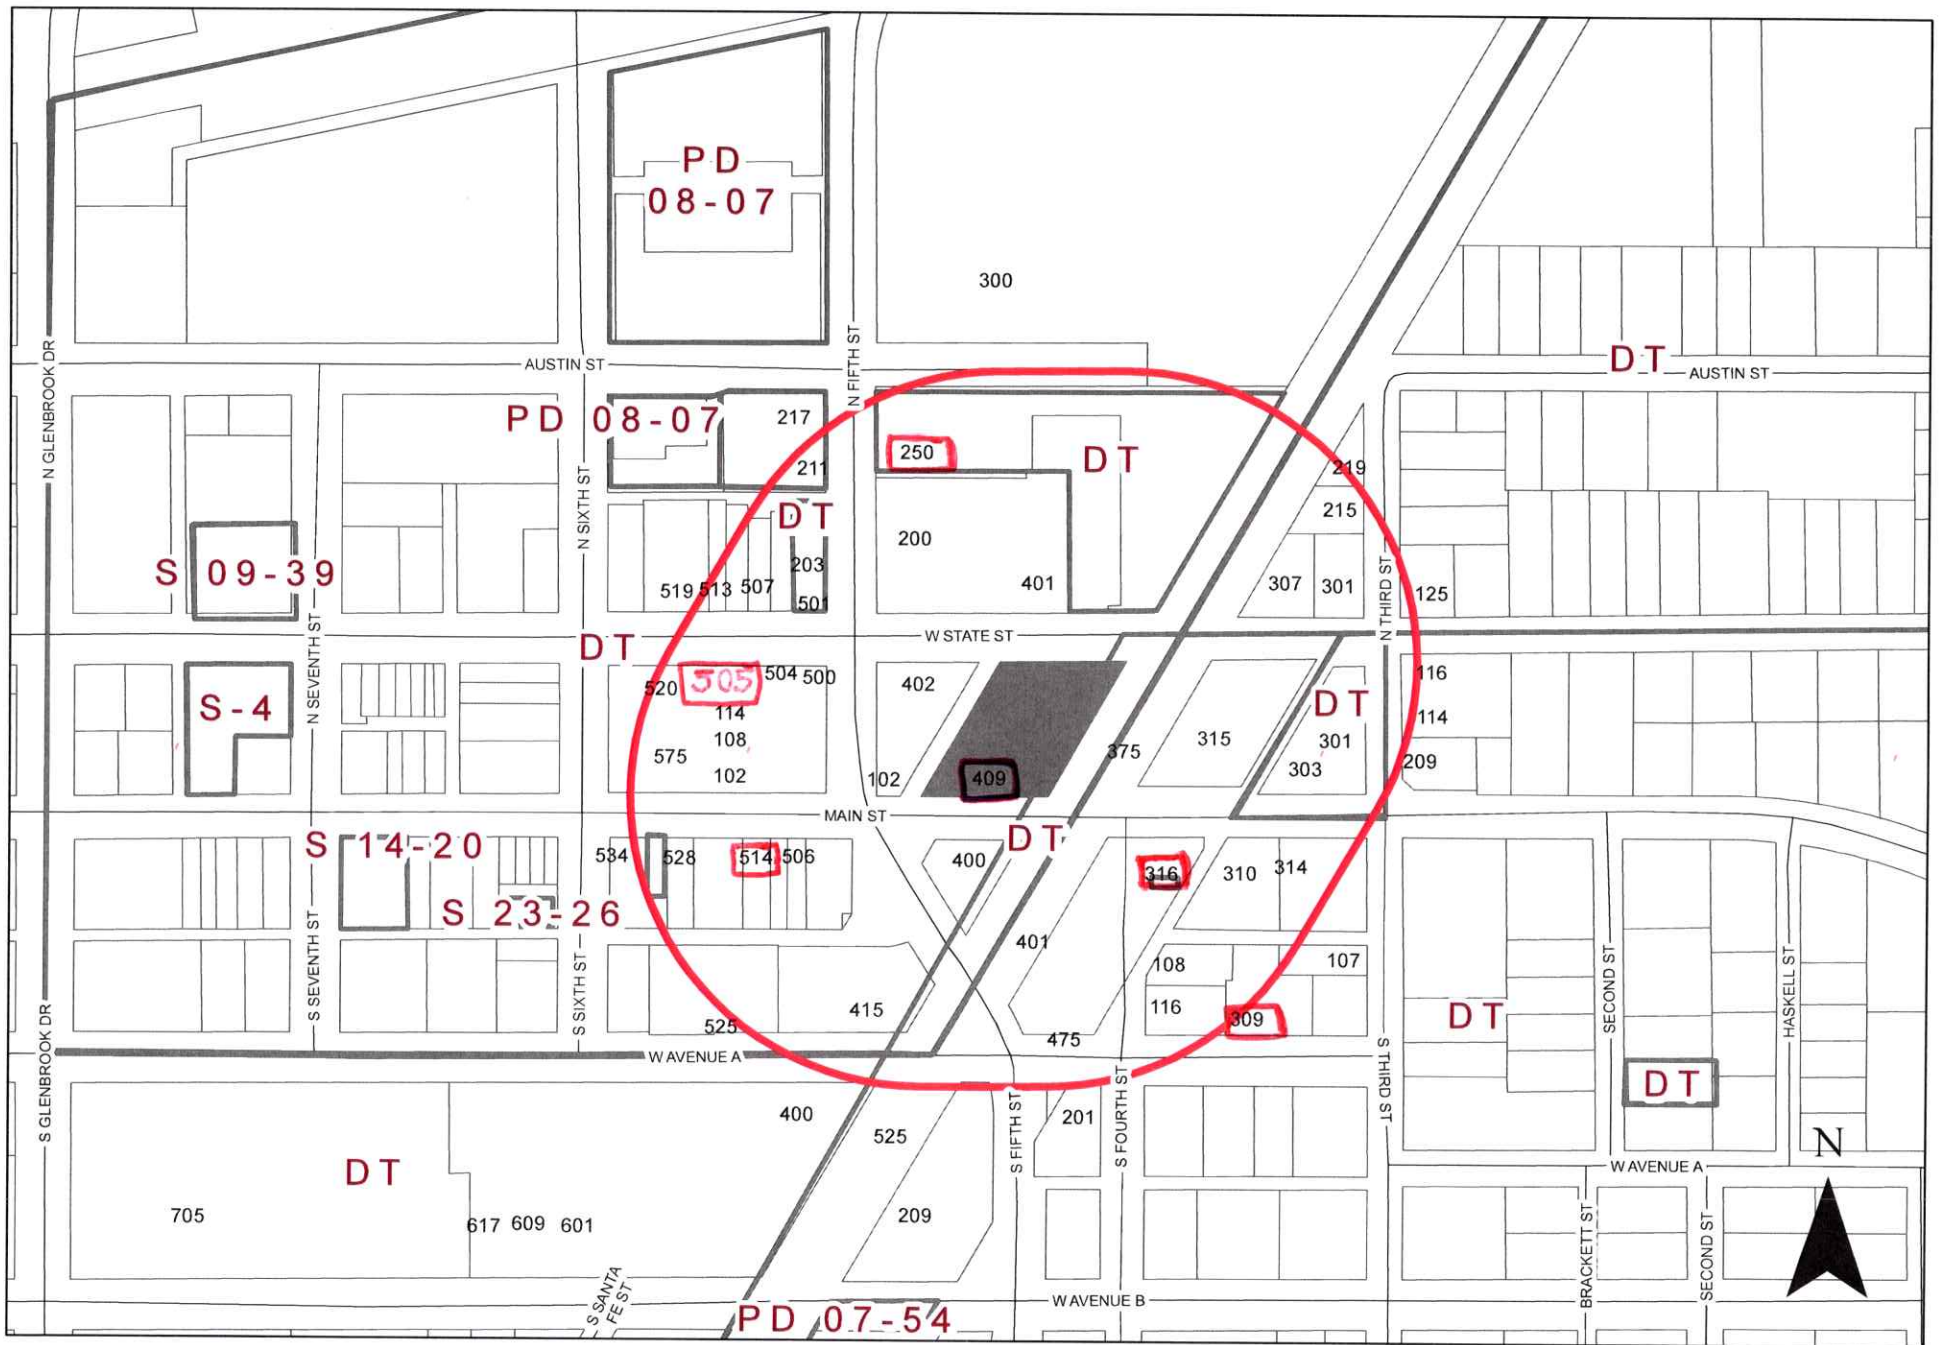 PD
08-07
300
N GLENBROOK DR
AUSTIN ST
N FIFTH ST
DT
AUSTIN ST
PD 08-07
217
211
250
DT
219
215
N SIXTH ST
DT
200
203
S 09-39
519
513
507
501
401
307
301
N THIRD ST
125
N SEVENTH ST
DT
W STATE ST
S-4
520
505
504
500
402
114
108
575
102
102
409
375
315
DT
301
303
116
114
209
MAIN ST
S 14-20
534
528
514
506
400
DT
316
310
314
S 23-26
S SEVENTH ST
S SIXTH ST
401
108
107
415
116
309
525
475
DT
SECOND ST
HASKELL ST
S GLENBROOK DR
W AVENUE A
S THIRD ST
DT
400
525
S FIFTH ST
201
S FOURTH ST
N
DT
W AVENUE A
705
617
609
601
209
BRACKETT ST
SECOND ST
S SANTA
FE ST
W AVENUE B
PD 07-54